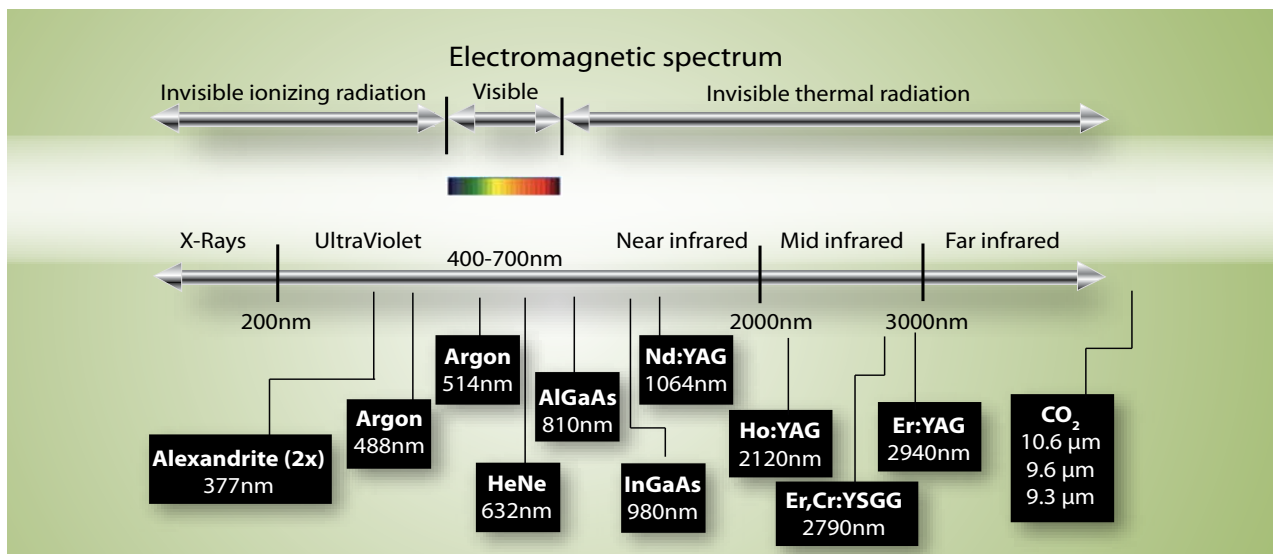 Electromagnetic spectrum
Invisible ionizing radiation
Visible
Invisible thermal radiation
X-Rays
UltraViolet
400-700nm
Near infrared
Mid infrared
Far infrared
200nm
2000nm
3000nm
Alexandrite (2x)
377nm
Argon
488nm
Argon
514nm
HeNe
632nm
AlGaAs
810nm
InGaAs
980nm
Nd:YAG
1064nm
Ho:YAG
2120nm
Er,Cr:YSGG
2790nm
Er:YAG
2940nm
CO₂
10.6 µm
9.6 µm
9.3 µm